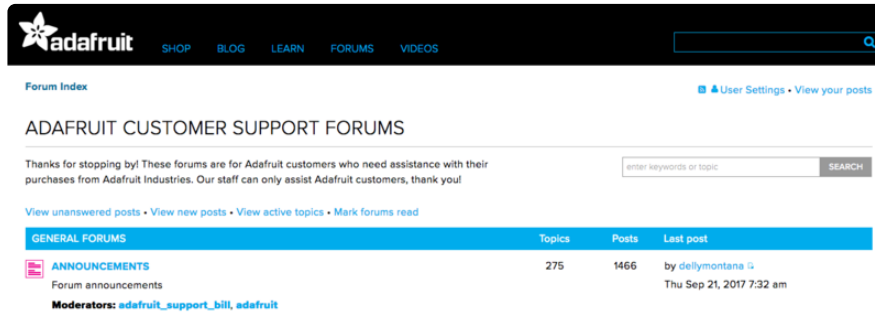 adafruit SHOP BLOG LEARN FORUMS VIDEOS
Forum Index User Settings • View your posts
ADAFRUIT CUSTOMER SUPPORT FORUMS
Thanks for stopping by! These forums are for Adafruit customers who need assistance with their
purchases from Adafruit Industries. Our staff can only assist Adafruit customers, thank you!
enter keywords or topic SEARCH
View unanswered posts • View new posts • View active topics • Mark forums read
GENERAL FORUMS Topics Posts Last post
ANNOUNCEMENTS 275 1466 by dellymontana
Forum announcements Thu Sep 21, 2017 7:32 am
Moderators: adafruit_support_bill, adafruit